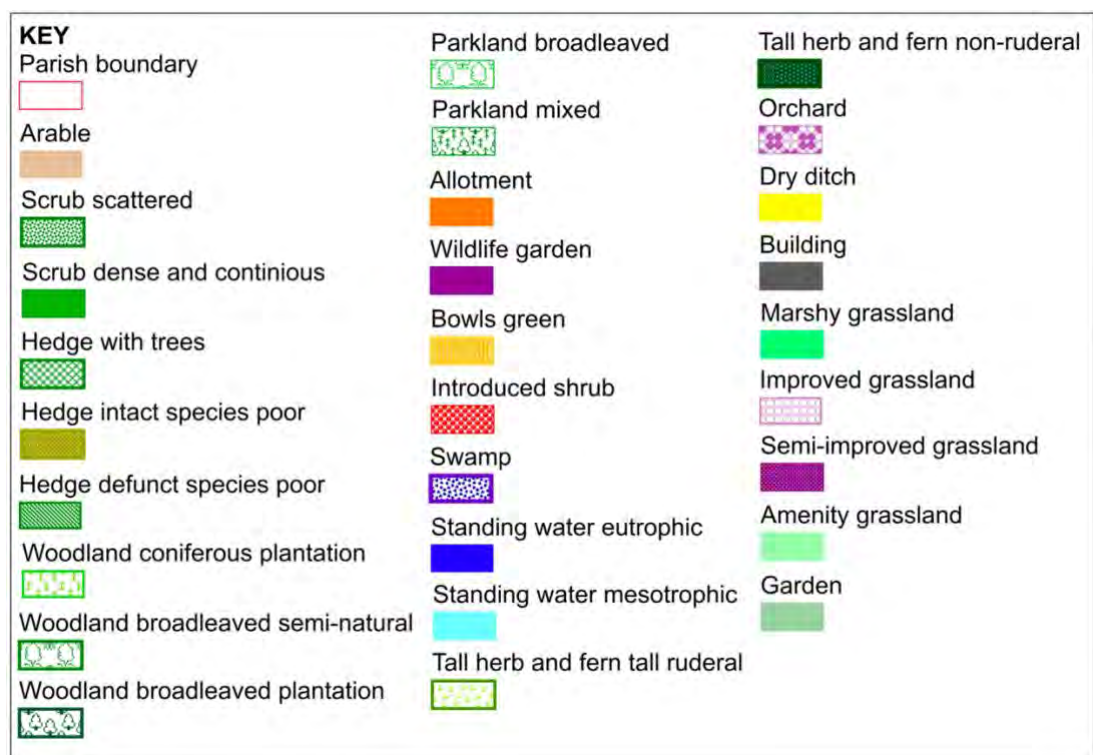 KEY
Parish boundary
Arable
Scrub scattered
Scrub dense and continious
Hedge with trees
Hedge intact species poor
Hedge defunct species poor
Woodland coniferous plantation
Woodland broadleaved semi-natural
Woodland broadleaved plantation
Parkland broadleaved
Parkland mixed
Allotment
Wildlife garden
Bowls green
Introduced shrub
Swamp
Standing water eutrophic
Standing water mesotrophic
Tall herb and fern tall ruderal
Tall herb and fern non-ruderal
Orchard
Dry ditch
Building
Marshy grassland
Improved grassland
Semi-improved grassland
Amenity grassland
Garden